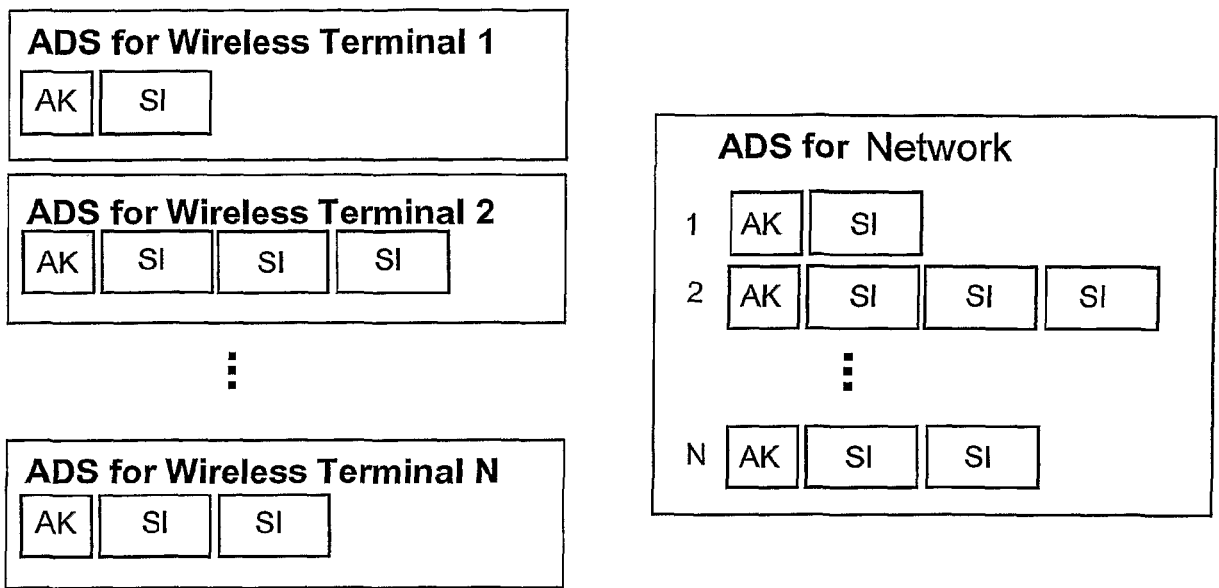 ADS for Wireless Terminal 1
AK SI
ADS for Wireless Terminal 2
AK SI SI SI
ADS for Wireless Terminal N
AK SI SI
ADS for Network
1 AK SI
2 AK SI SI SI
N AK SI SI